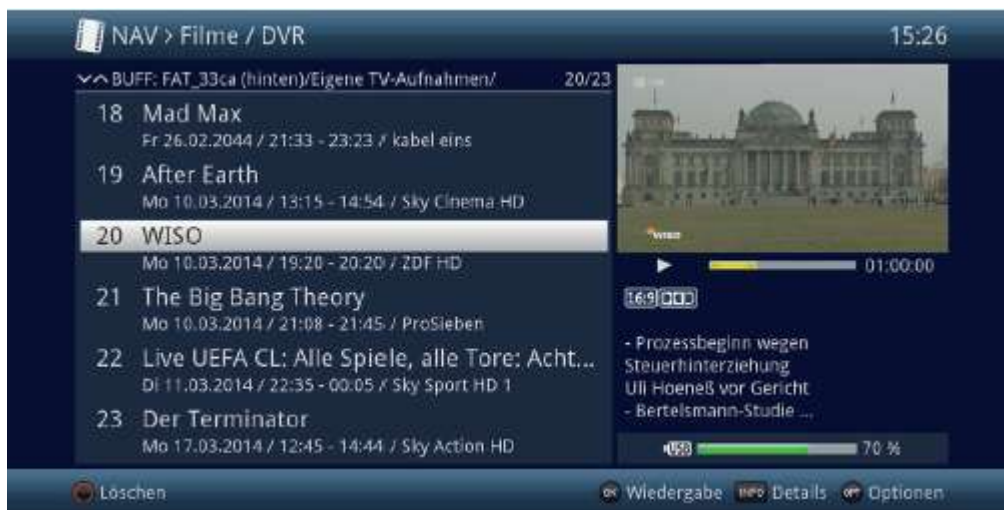 NAV > Filme / DVR
15:26
BUFF: FAT_33ca (hinten)/Eigene TV-Aufnahmen/ 20/23
18 Mad Max
Fr 26.02.2044 / 21:33 - 23:23 / kabel eins
19 After Earth
Mo 10.03.2014 / 13:15 - 14:54 / Sky Cinema HD
20 WISO
Mo 10.03.2014 / 19:20 - 20:20 / ZDF HD
21 The Big Bang Theory
Mo 10.03.2014 / 21:08 - 21:45 / ProSieben
22 Live UEFA CL: Alle Spiele, alle Tore: Acht...
Di 11.03.2014 / 22:35 - 00:05 / Sky Sport HD 1
23 Der Terminator
Mo 17.03.2014 / 12:45 - 14:44 / Sky Action HD
WISO
01:00:00
16:9
- Prozessbeginn wegen
Steuerhinterziehung
Uli Hoeneß vor Gericht
- Bertelsmann-Studie ...
USB 70 %
Löschen
OK Wiedergabe INFO Details OPT Optionen